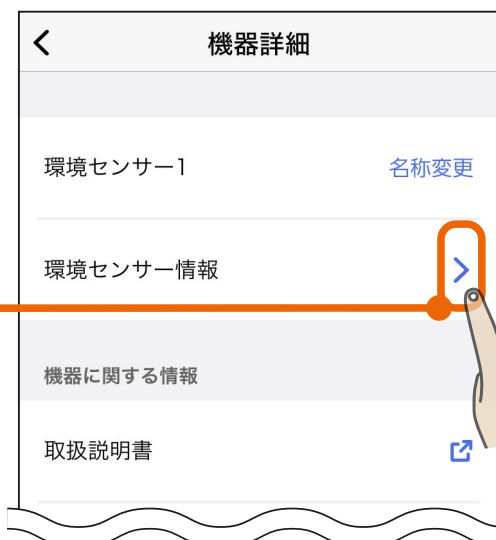 機器詳細
環境センサー1 名称変更
環境センサー情報
機器に関する情報
取扱説明書